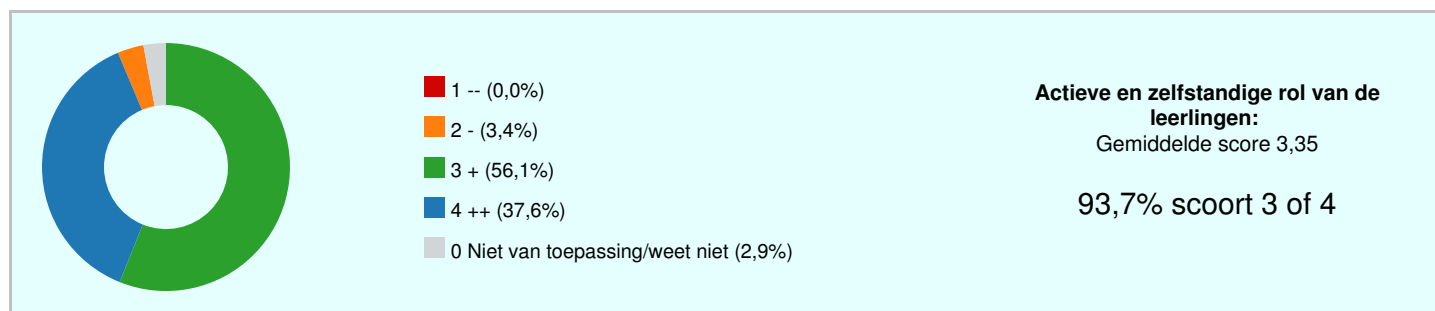 1 -- (0,0%)
2 - (3,4%)
3 + (56,1%)
4 ++ (37,6%)
0 Niet van toepassing/weet niet (2,9%)
Actieve en zelfstandige rol van de
leerlingen:
Gemiddelde score 3,35
93,7% scoort 3 of 4